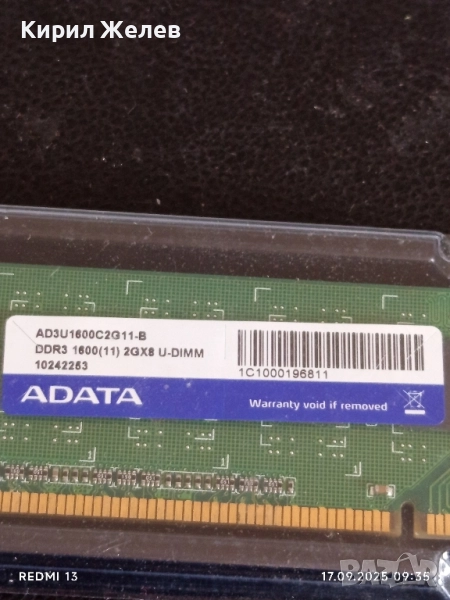 Кирил Желев
AD3U1600C2G11-B
DDR3 1600(11) 2GX8 U-DIMM
10242253
1C1000196811
ADATA
Warranty void if removed
REDMI 13
17.09.2025 09:35
BAZAR